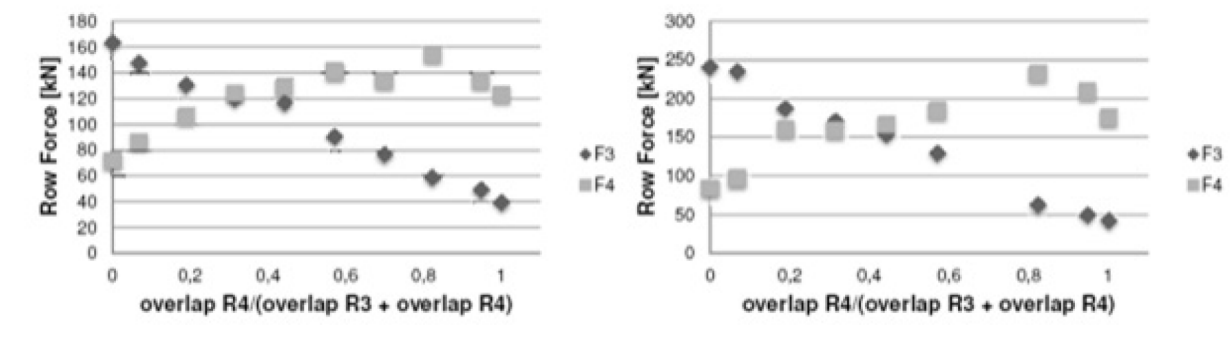 180
160
140
120
100
80
60
40
20
0
Row Force [kN]
0 0,2 0,4 0,6 0,8 1
overlap R4/(overlap R3 + overlap R4)
F3
F4
300
250
200
150
100
50
0
Row Force [kN]
0 0,2 0,4 0,6 0,8 1
overlap R4/(overlap R3 + overlap R4)
F3
F4